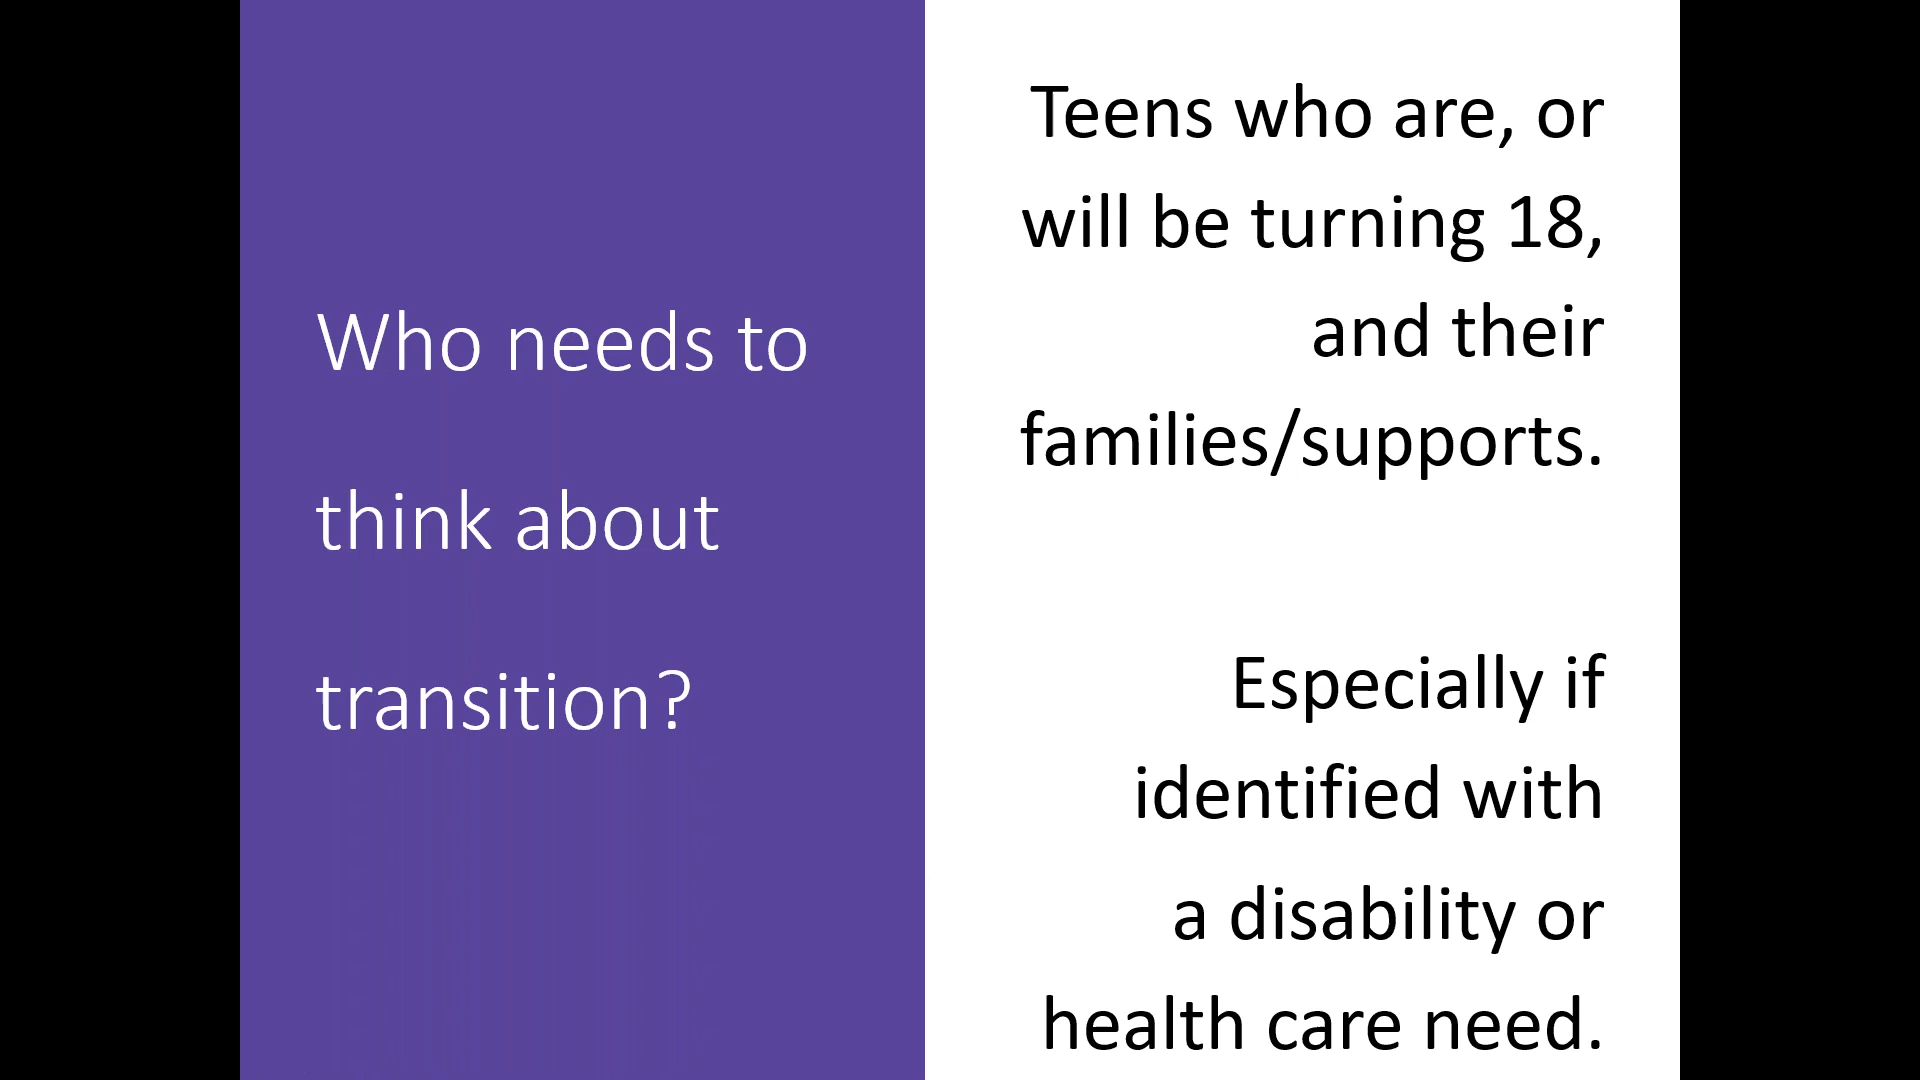 Who needs to
think about
transition?
Teens who are, or
will be turning 18,
and their
families/supports.
Especially if
identified with
a disability or
health care need.